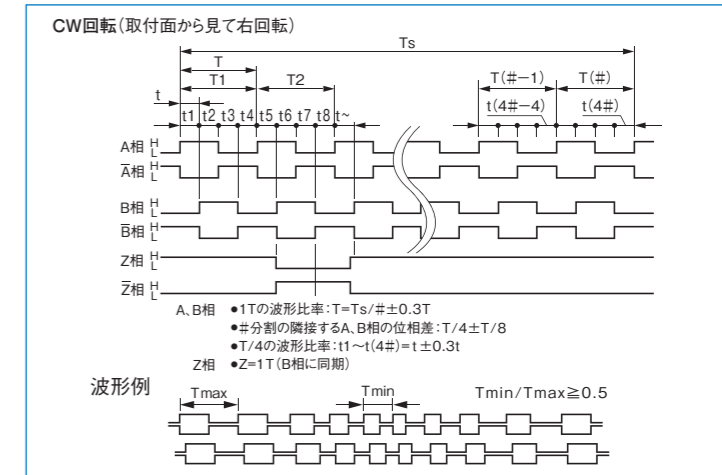 CW回転(取付面から見て右回転)
Ts
T
T(#−1) T(#)
T1 T2
t
t1 t2 t3 t4 t5 t6 t7 t8 t~
t(4#−4) t(4#)
A相 H L
A̅相 H L
B相 H L
B̅相 H L
Z相 H L
Z̅相 H L
A、B相 ●1Tの波形比率:T=Ts/#±0.3T
●#分割の隣接するA、B相の位相差:T/4±T/8
●T/4の波形比率:t1〜t(4#)=t±0.3t
Z相 ●Z=1T(B相に同期)
波形例 Tmax Tmin Tmin/Tmax≧0.5